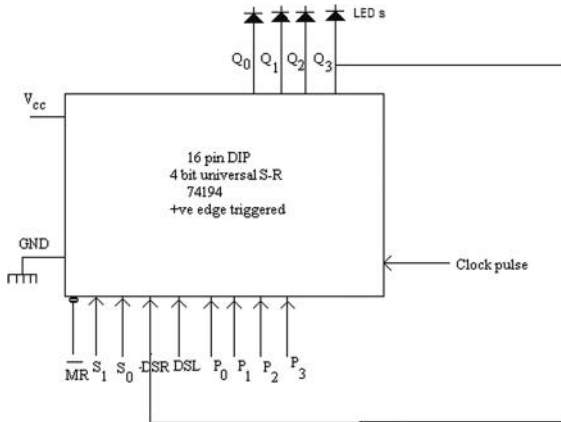 LED s
Q0 Q1 Q2 Q3
Vcc
16 pin DIP
4 bit universal S-R
74194
+ve edge triggered
GND
Clock pulse
MR S1 S0 DSR DSL P0 P1 P2 P3